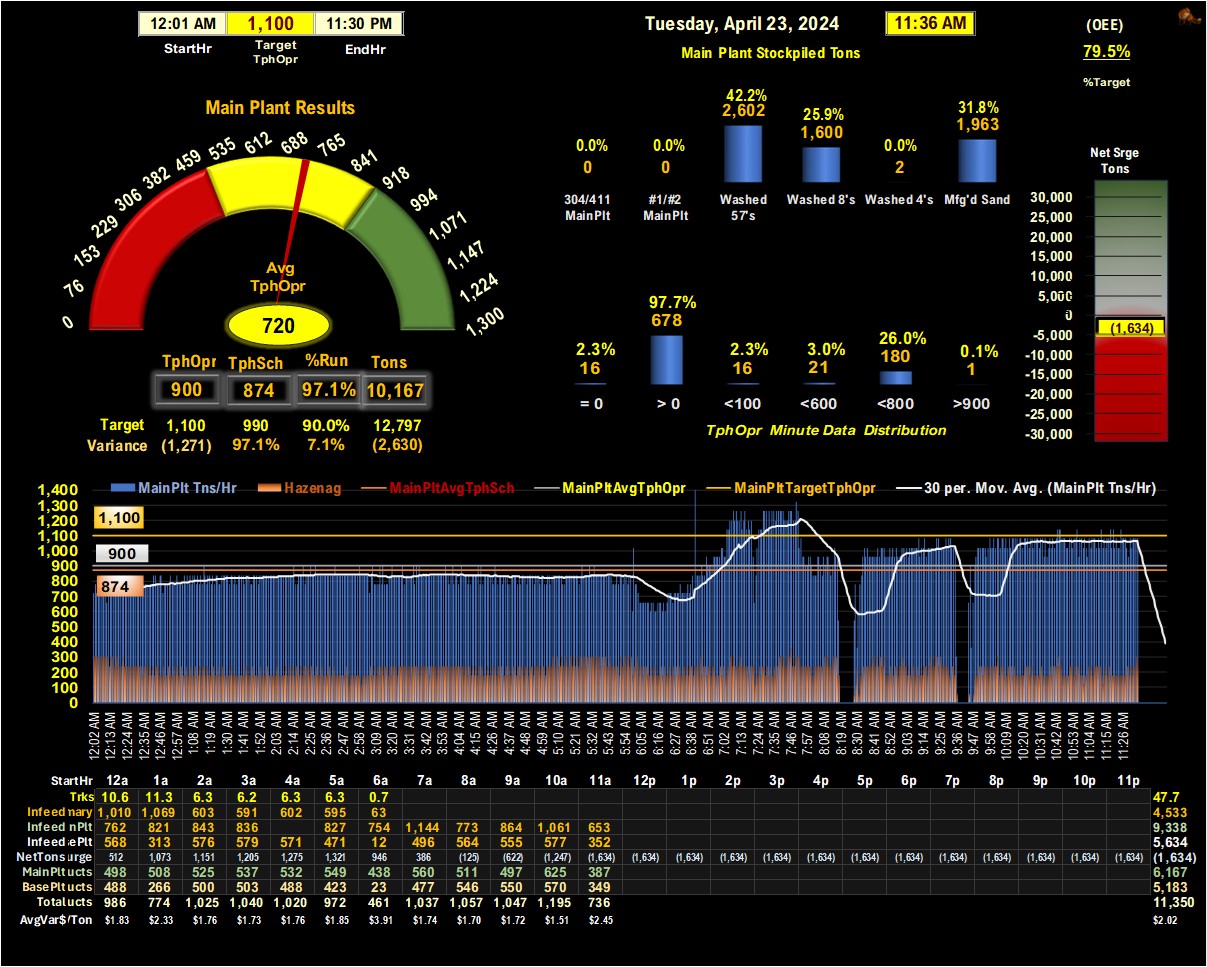 12:01 AM 1,100 11:30 PM
StartHr Target TphOpr EndHr
Tuesday, April 23, 2024 11:36 AM
Main Plant Stockpiled Tons
(OEE)
79.5%
%Target
Main Plant Results
0 76 153 229 306 382 459 535 612 688 765 841 918 994 1,071 1,147 1,224 1,300
Avg
TphOpr
720
TphOpr TphSch %Run Tons
900 874 97.1% 10,167
Target 1,100 990 90.0% 12,797
Variance (1,271) 97.1% 7.1% (2,630)
0.0% 0.0% 42.2% 25.9% 0.0% 31.8%
0 0 2,602 1,600 2 1,963
304/411 MainPlt #1/#2 MainPlt Washed 57's Washed 8's Washed 4's Mfg'd Sand
2.3% 97.7% 2.3% 3.0% 26.0% 0.1%
16 678 16 21 180 1
= 0 > 0 <100 <600 <800 >900
TphOpr Minute Data Distribution
Net Srge
Tons
30,000
25,000
20,000
15,000
10,000
5,000
0
-5,000
-10,000
-15,000
-20,000
-25,000
-30,000
(1,634)
MainPlt Tns/Hr Hazenag MainPltAvgTphSch MainPltAvgTphOpr MainPltTargetTphOpr 30 per. Mov. Avg. (MainPlt Tns/Hr)
1,400
1,300
1,200
1,100
1,000
900
800
700
600
500
400
300
200
100
0
1,100
900
874
12:02 AM 12:13 AM 12:24 AM 12:35 AM 12:46 AM 12:57 AM 1:08 AM 1:19 AM 1:30 AM 1:41 AM 1:52 AM 2:03 AM 2:14 AM 2:25 AM 2:36 AM 2:47 AM 2:58 AM 3:09 AM 3:20 AM 3:31 AM 3:42 AM 3:53 AM 4:04 AM 4:15 AM 4:26 AM 4:37 AM 4:48 AM 4:59 AM 5:10 AM 5:21 AM 5:32 AM 5:43 AM 5:54 AM 6:05 AM 6:16 AM 6:27 AM 6:38 AM 6:51 AM 7:02 AM 7:13 AM 7:24 AM 7:35 AM 7:46 AM 7:57 AM 8:08 AM 8:19 AM 8:30 AM 8:41 AM 8:52 AM 9:03 AM 9:14 AM 9:25 AM 9:36 AM 9:47 AM 9:58 AM 10:09 AM 10:20 AM 10:31 AM 10:42 AM 10:53 AM 11:04 AM 11:15 AM 11:26 AM
StartHr 12a 1a 2a 3a 4a 5a 6a 7a 8a 9a 10a 11a 12p 1p 2p 3p 4p 5p 6p 7p 8p 9p 10p 11p
Trks 10.6 11.3 6.3 6.2 6.3 6.3 0.7 47.7
Infeed mary 1,010 1,069 603 591 602 595 63 4,533
Infeed nPlt 762 821 843 836 827 754 1,144 773 864 1,061 653 9,338
Infeed ePlt 568 313 576 579 571 471 12 496 564 555 577 352 5,634
NetTons urge 512 1,073 1,151 1,205 1,275 1,321 946 386 (125) (622) (1,247) (1,634) (1,634) (1,634) (1,634) (1,634) (1,634) (1,634) (1,634) (1,634) (1,634) (1,634) (1,634) (1,634) (1,634)
MainPlt ucts 498 508 525 537 532 549 438 560 511 497 625 387 6,167
BasePlt ucts 488 266 500 503 488 423 23 477 546 550 570 349 5,183
Total ucts 986 774 1,025 1,040 1,020 972 461 1,037 1,057 1,047 1,195 736 11,350
AvgVar$/Ton $1.83 $2.33 $1.76 $1.73 $1.76 $1.85 $3.91 $1.74 $1.70 $1.72 $1.51 $2.45 $2.02